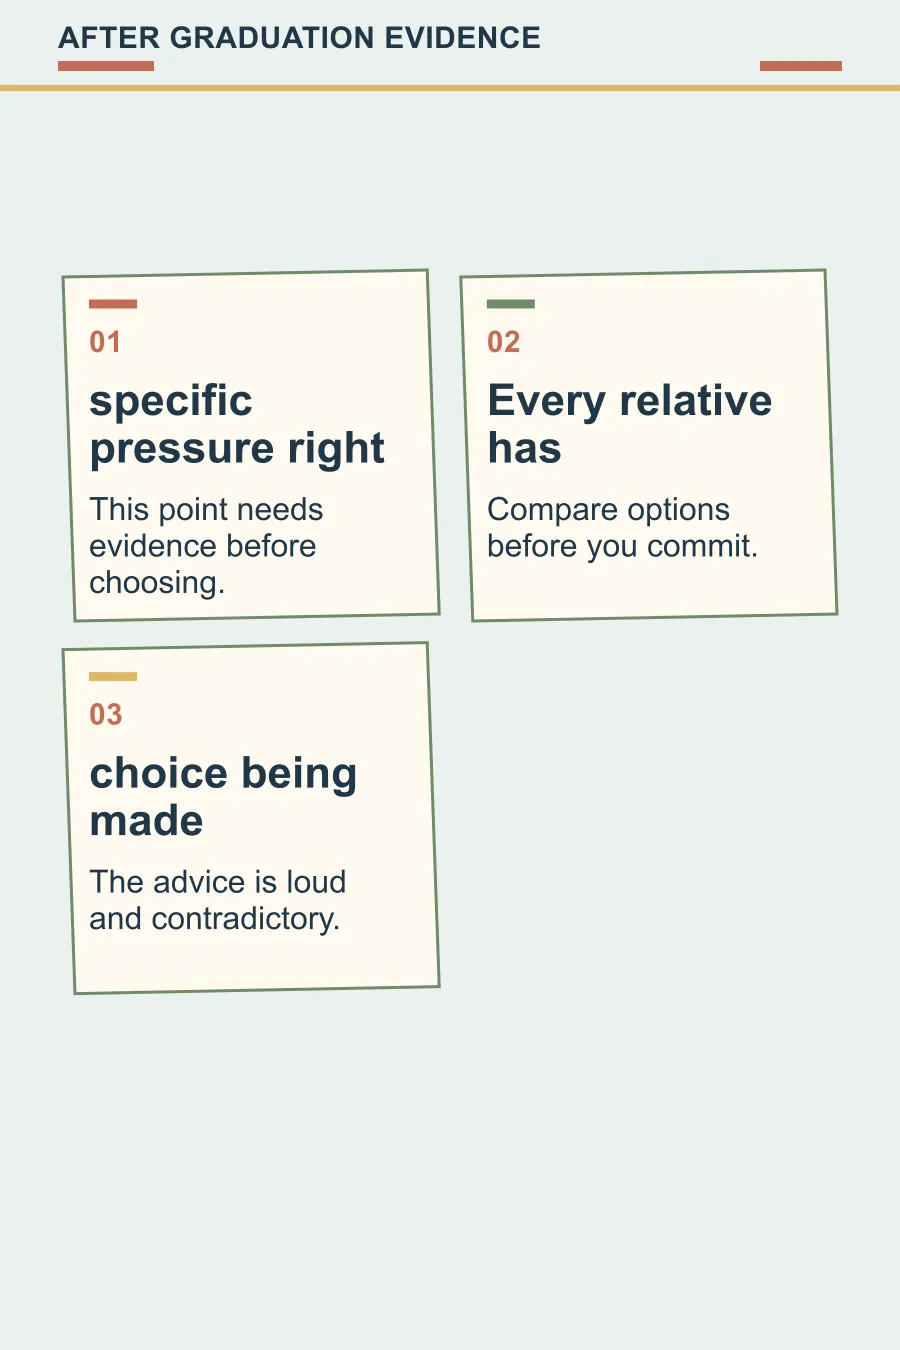 AFTER GRADUATION EVIDENCE
01
specific
pressure right
This point needs
evidence before
choosing.
02
Every relative
has
Compare options
before you commit.
03
choice being
made
The advice is loud
and contradictory.